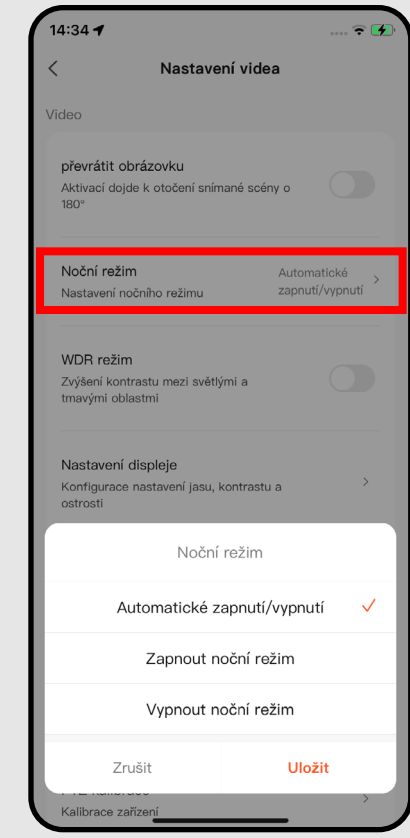 14:34
Nastavení videa
Video
převrátit obrázovku
Aktivací dojde k otočení snímané scény o
180°
Noční režim
Automatické
Nastavení nočního režimu
zapnutí/vypnutí
WDR režim
Zvýšení kontrastu mezi světlými a
tmavými oblastmi
Nastavení displeje
Konfigurace nastavení jasu, kontrastu a
ostrosti
Noční režim
Automatické zapnutí/vypnutí
Zapnout noční režim
Vypnout noční režim
Zrušit Uložit
Kalibrace zařízení